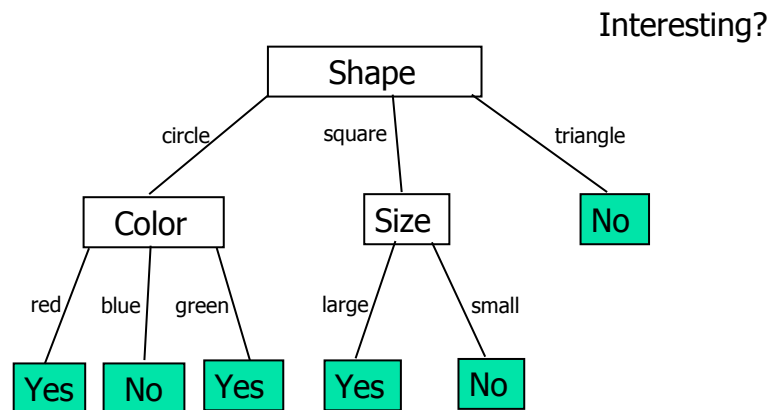 Interesting?
Shape
circle
square
triangle
Color
Size
No
red
blue
green
large
small
Yes
No
Yes
Yes
No